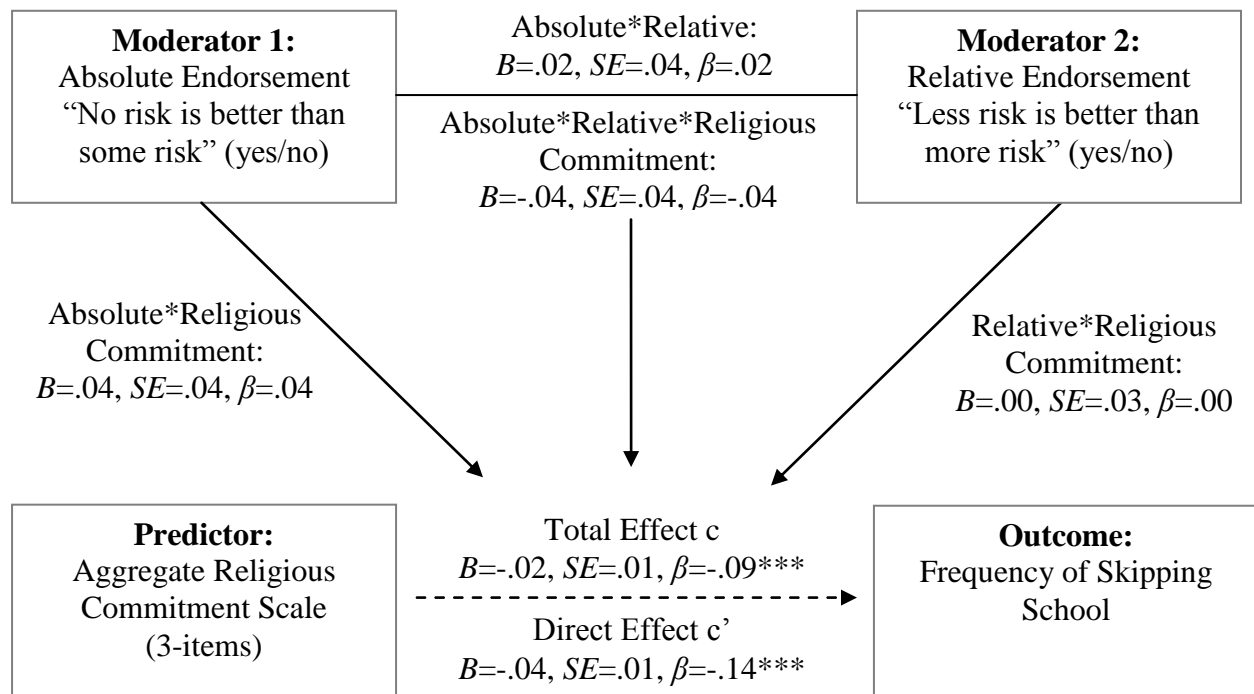 Moderator 1:
Absolute Endorsement
“No risk is better than
some risk” (yes/no)
Absolute*Relative:
B=.02, SE=.04, β=.02
Absolute*Relative*Religious
Commitment:
B=-.04, SE=.04, β=-.04
Moderator 2:
Relative Endorsement
“Less risk is better than
more risk” (yes/no)
Absolute*Religious
Commitment:
B=.04, SE=.04, β=.04
Relative*Religious
Commitment:
B=.00, SE=.03, β=.00
Predictor:
Aggregate Religious
Commitment Scale
(3-items)
Total Effect c
B=-.02, SE=.01, β=-.09***
Direct Effect c’
B=-.04, SE=.01, β=-.14***
Outcome:
Frequency of Skipping
School